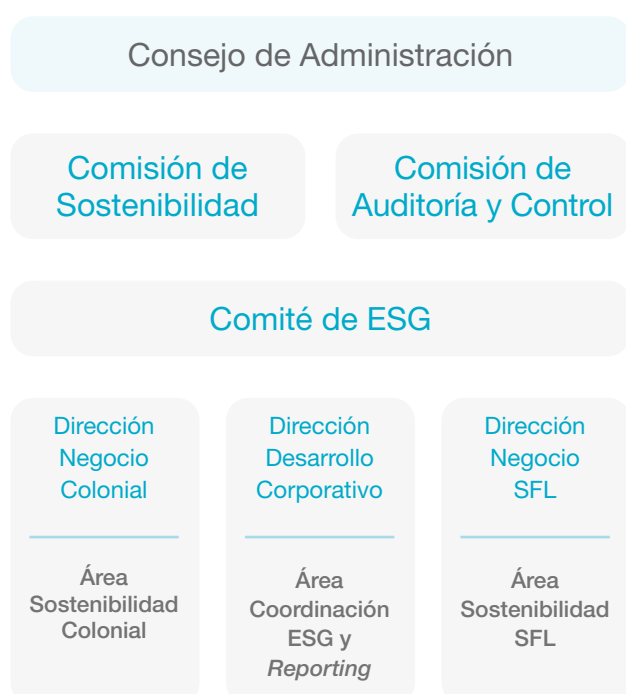 Consejo de Administración
Comisión de
Sostenibilidad
Comisión de
Auditoría y Control
Comité de ESG
Dirección
Negocio
Colonial
Área
Sostenibilidad
Colonial
Dirección
Desarrollo
Corporativo
Área
Coordinación
ESG y
Reporting
Dirección
Negocio
SFL
Área
Sostenibilidad
SFL